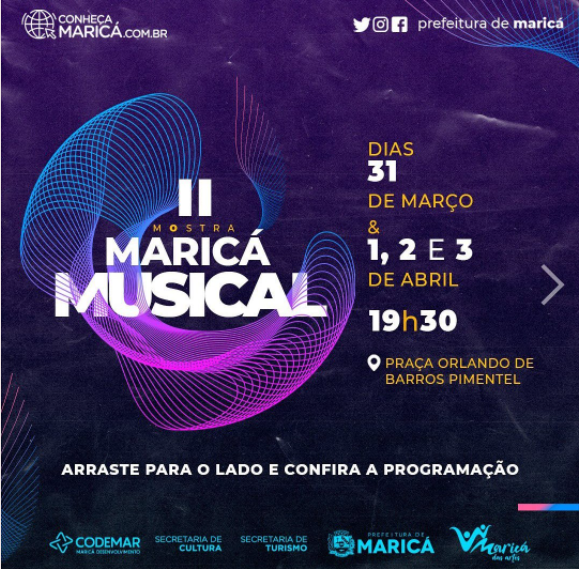 CONHEÇA
MARICÁ.COM.BR
prefeitura de maricá
II
MOSTRA
MARICÁ
MUSICAL
DIAS
31
DE MARÇO
&
1, 2 E 3
DE ABRIL
19h30
PRAÇA ORLANDO DE
BARROS PIMENTEL
ARRASTE PARA O LADO E CONFIRA A PROGRAMAÇÃO
CODEMAR
MARICÁ DESENVOLVIMENTO
SECRETARIA DE
CULTURA
SECRETARIA DE
TURISMO
PREFEITURA DE
MARICÁ
Maricá
das artes